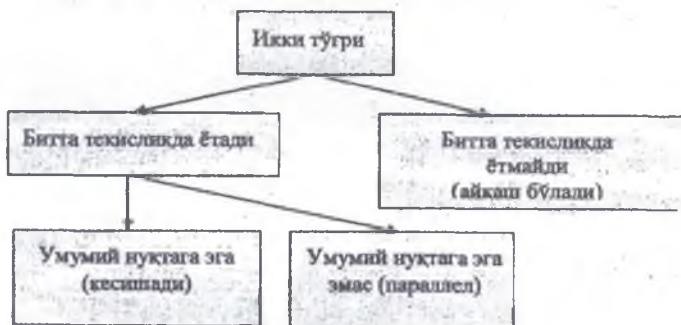 Икки тўғри
Битта текисликда ётади
Битта текисликда
ётмайди
(айқаш бўлади)
Умумий нуқтага эга
(кесишади)
Умумий нуқтага эга
эмас (параллел)